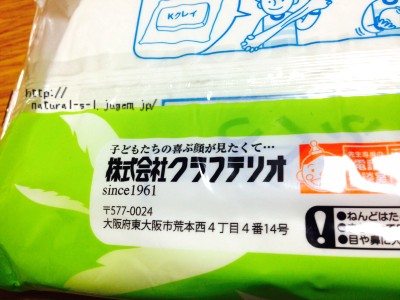 Kクレイ
http://
natural-s-l.jugem.jp/
子どもたちの喜ぶ顔が見たくて…
株式会社クラフテリオ
since1961
〒577-0024
大阪府東大阪市荒本西4丁目4番14号
●ねんどはた
●目や鼻に入